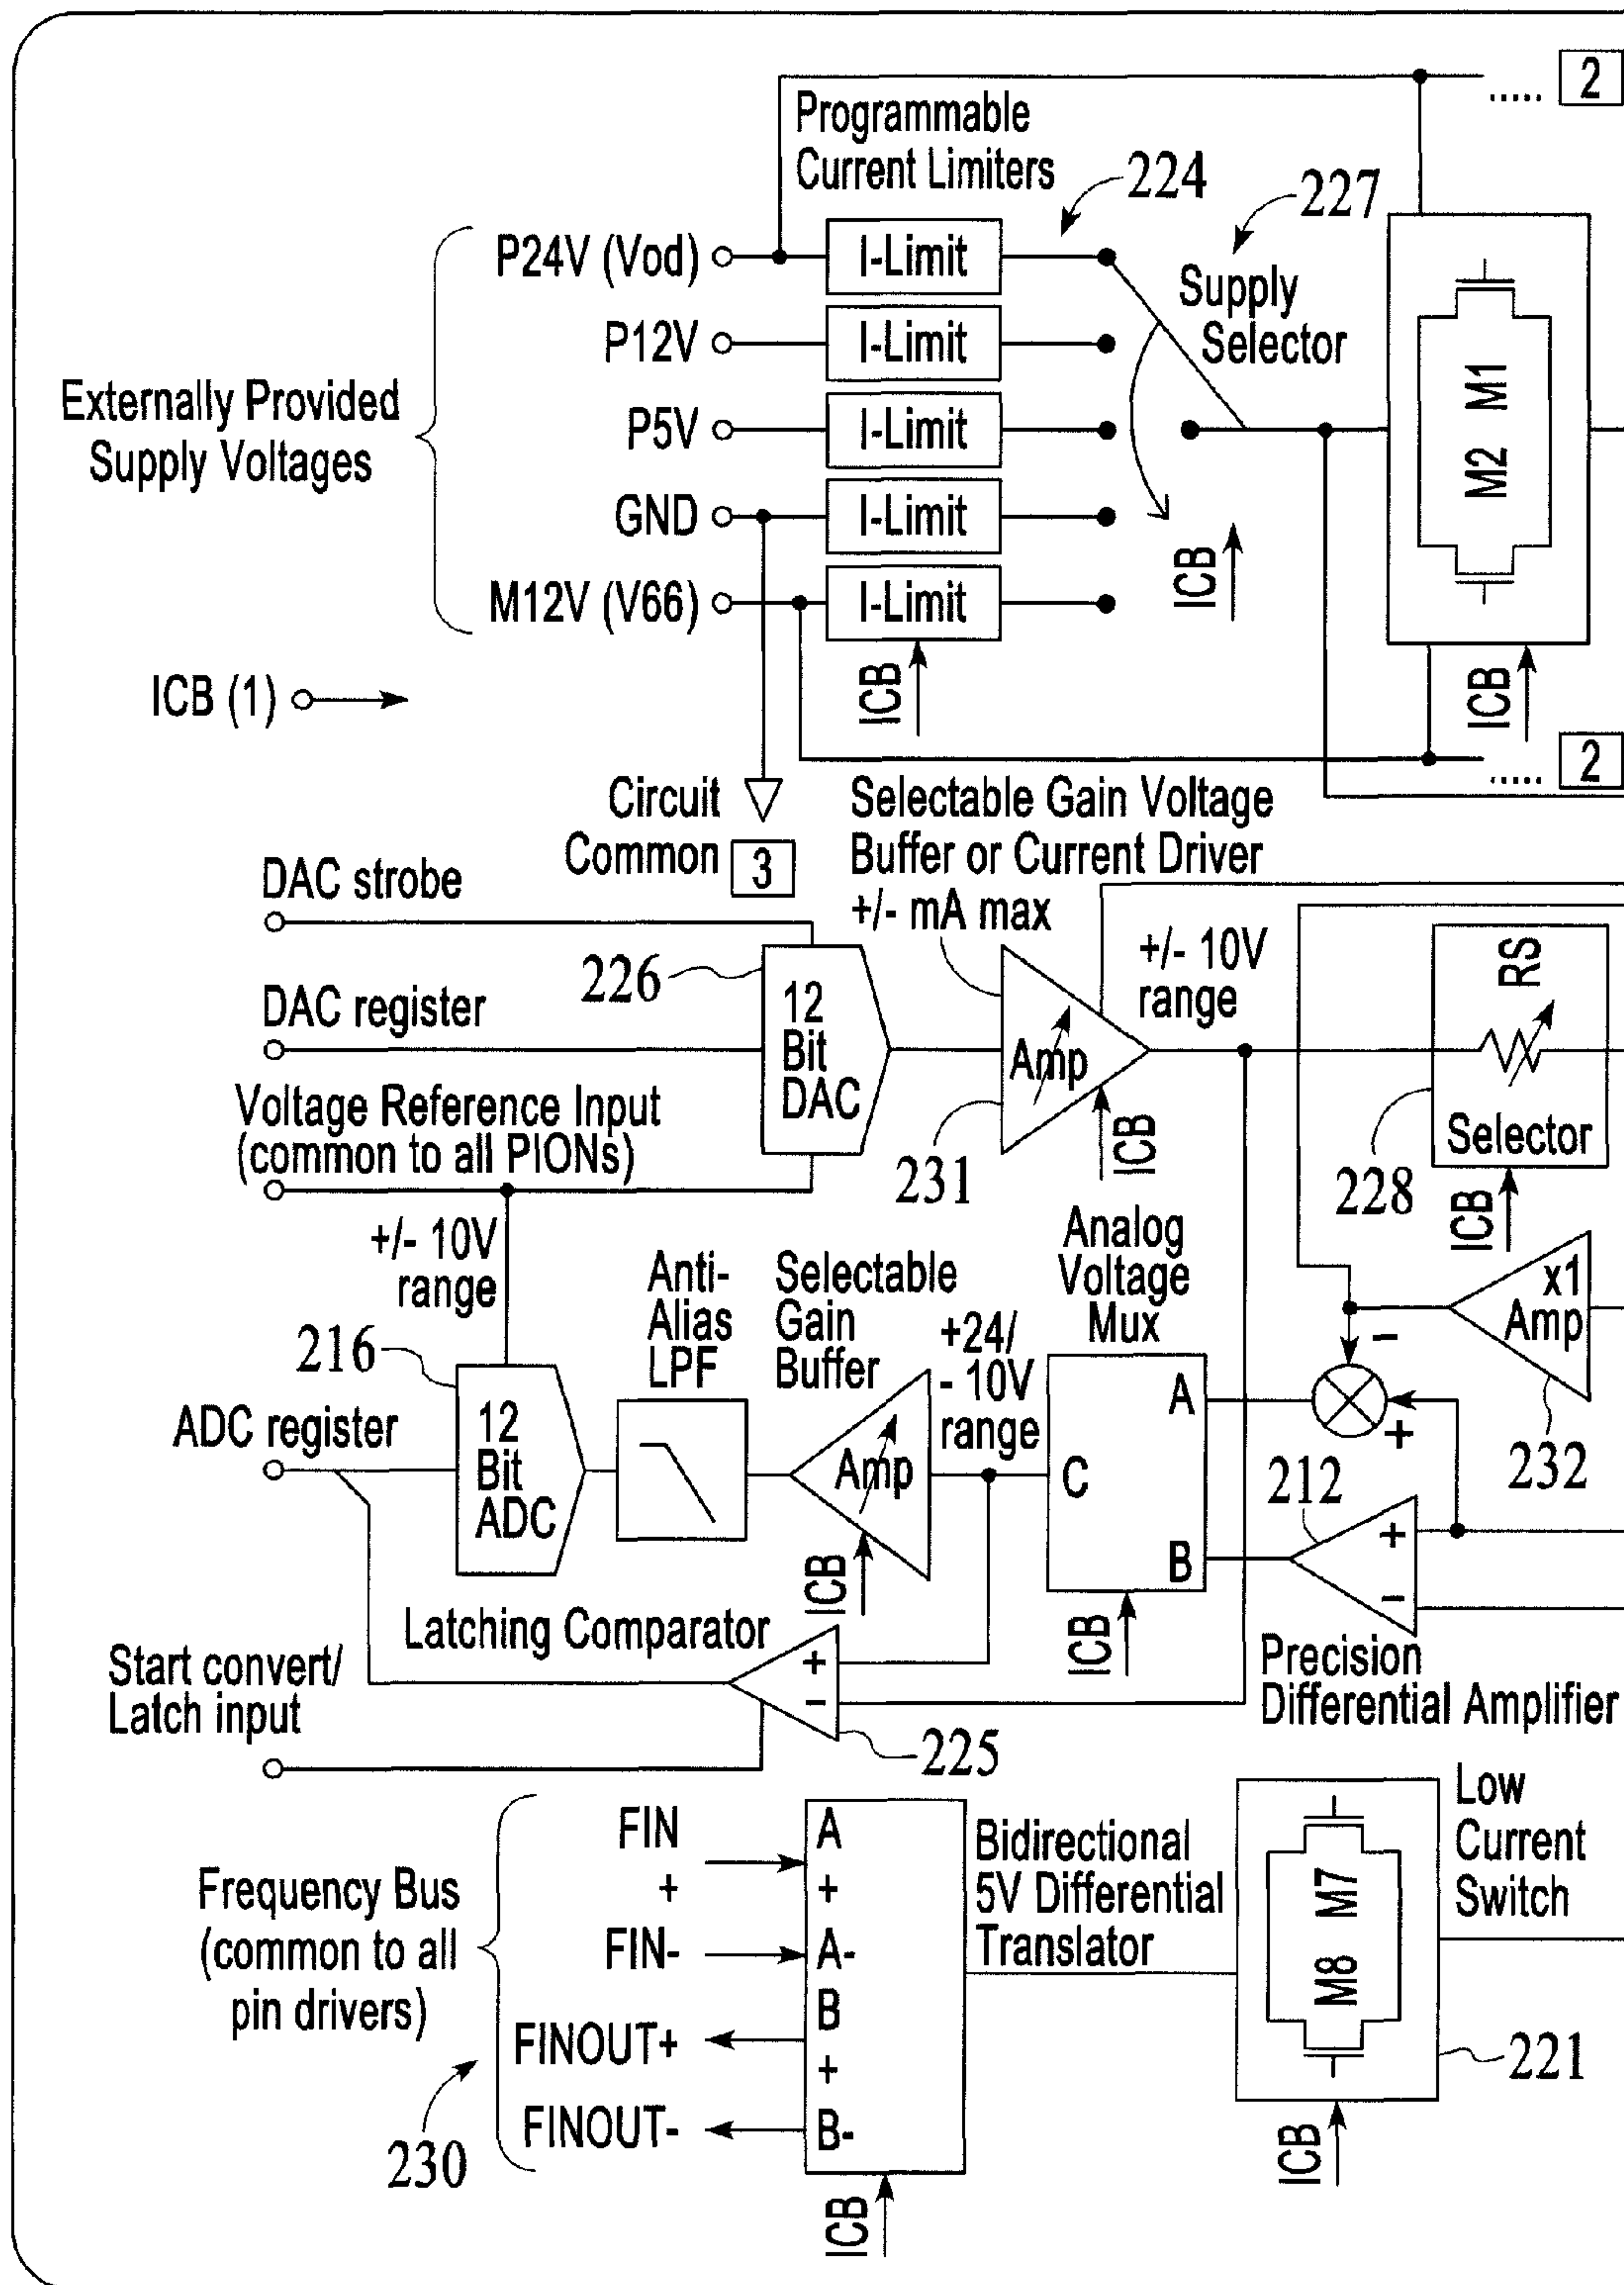 2
Programmable
Current Limiters
224
227
P24V (Vod)
I-Limit
Supply
Selector
P12V
I-Limit
M2 M1
Externally Provided
Supply Voltages
P5V
I-Limit
GND
I-Limit
ICB
M12V (V66)
I-Limit
ICB
ICB
ICB (1)
2
Circuit
Common
3
Selectable Gain Voltage
Buffer or Current Driver
+/- mA max
DAC strobe
226
+/- 10V
range
RS
DAC register
12
Bit
DAC
Amp
Voltage Reference Input
(common to all PIONs)
ICB
Selector
231
228
ICB
+/- 10V
range
Anti-
Alias
LPF
Selectable
Gain
Buffer
+24/
- 10V
range
Analog
Voltage
Mux
x1
Amp
-
+
232
216
ADC register
12
Bit
ADC
Amp
A
C
B
212
+
-
ICB
ICB
Latching Comparator
Start convert/
Latch input
+
-
225
Precision
Differential Amplifier
Frequency Bus
(common to all
pin drivers)
230
FIN
+
FIN-
FINOUT+
FINOUT-
A
+
A-
B
+
B-
ICB
Bidirectional
5V Differential
Translator
M8 M7
Low
Current
Switch
221
ICB